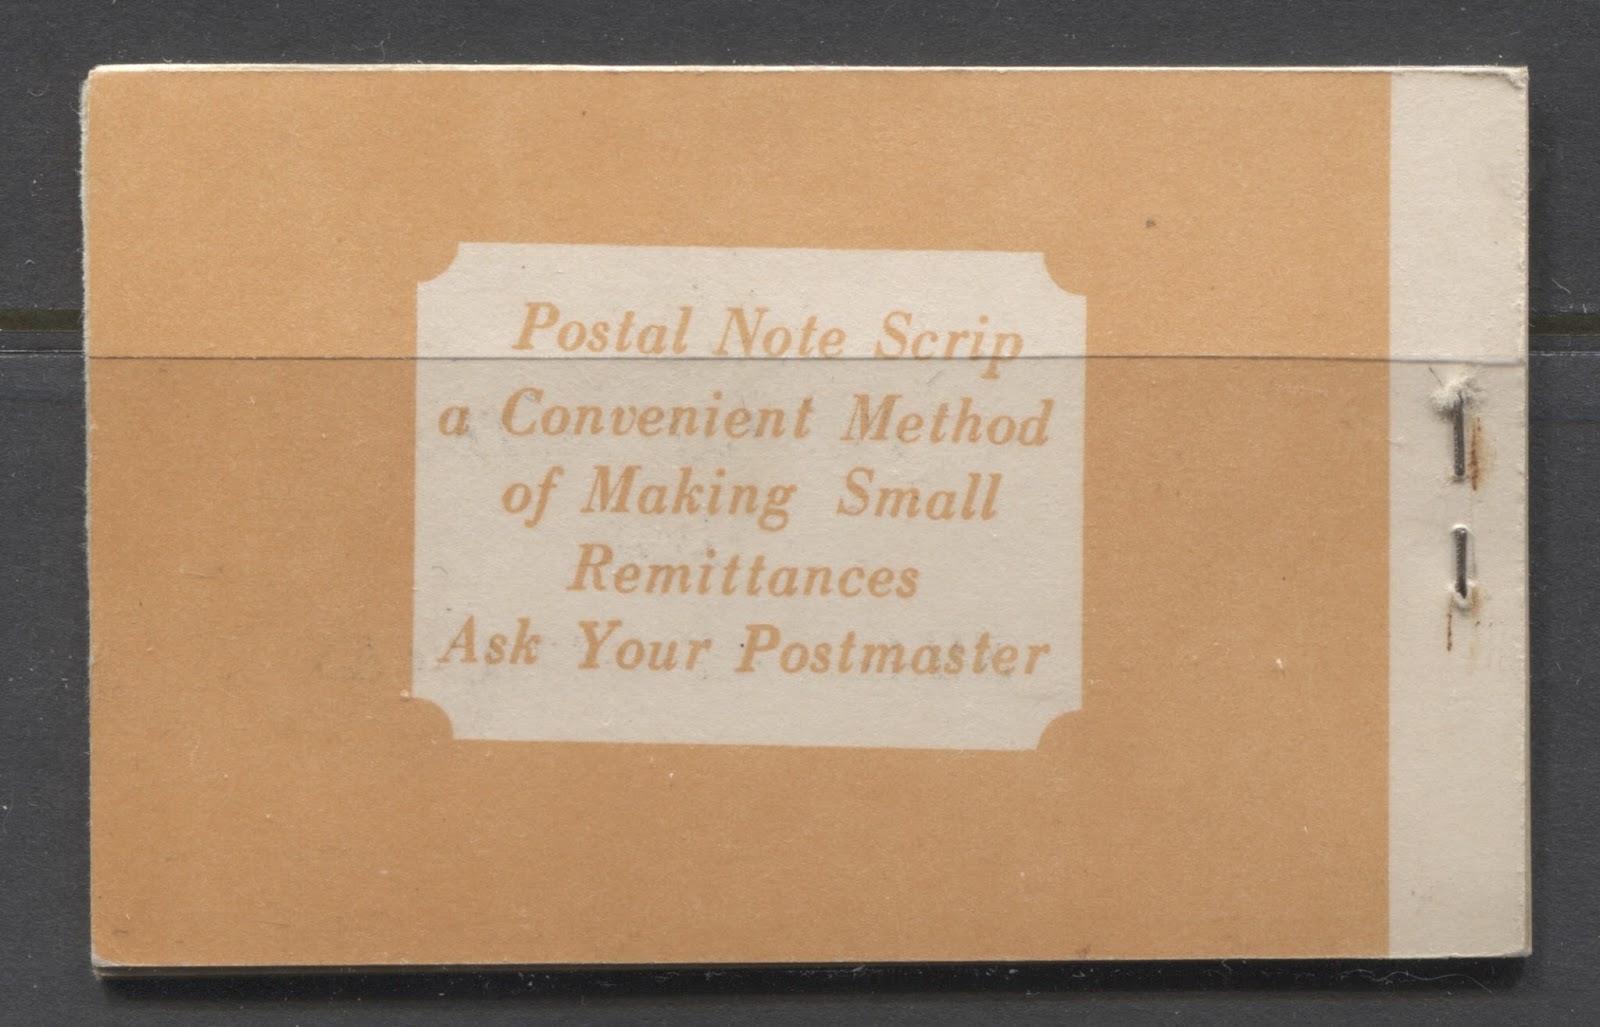 Postal Note Scrip
a Convenient Method
of Making Small
Remittances
Ask Your Postmaster